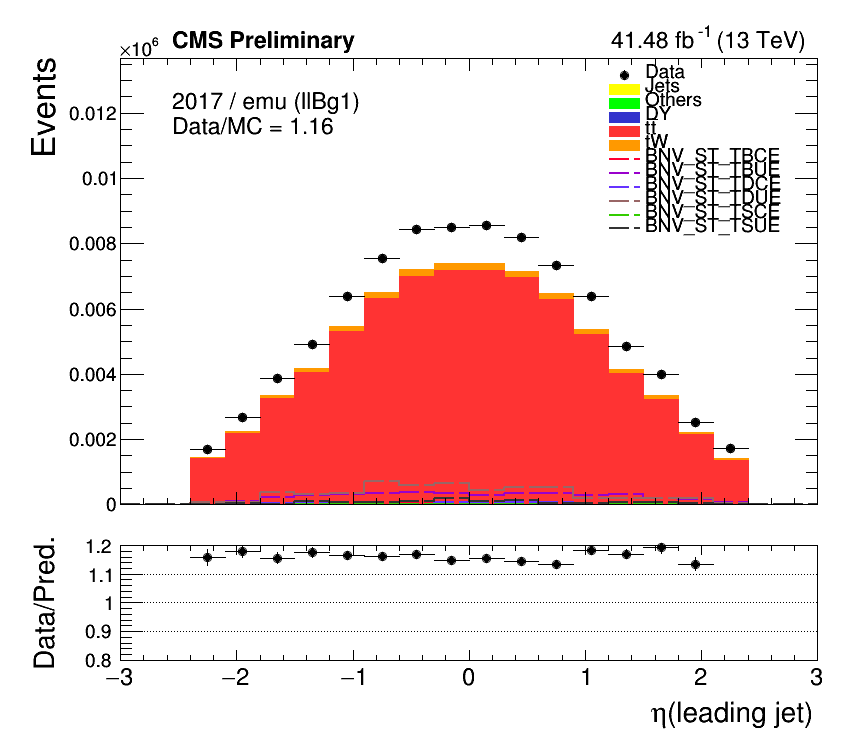 ×10⁶ CMS Preliminary 41.48 fb⁻¹ (13 TeV)
Events
2017 / emu (llBg1)
Data/MC = 1.16
Data
Jets
Others
DY
tt
tW
BNV_ST_TBCE
BNV_ST_TBUE
BNV_ST_TDCE
BNV_ST_TDUE
BNV_ST_TSCE
BNV_ST_TSUE
0.012
0.01
0.008
0.006
0.004
0.002
0
Data/Pred.
1.2
1.1
1
0.9
0.8
−3 −2 −1 0 1 2 3
η(leading jet)